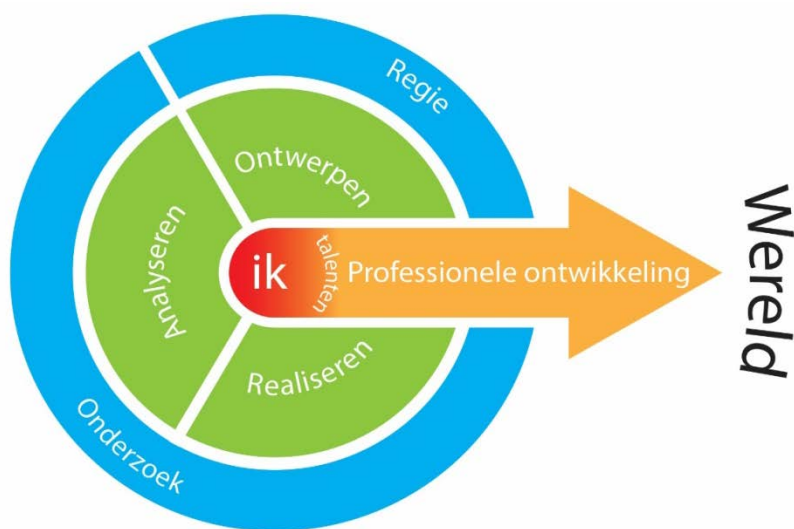 Regie
Ontwerpen
Analyseren
ik
talenten
Professionele ontwikkeling
Wereld
Realiseren
Onderzoek